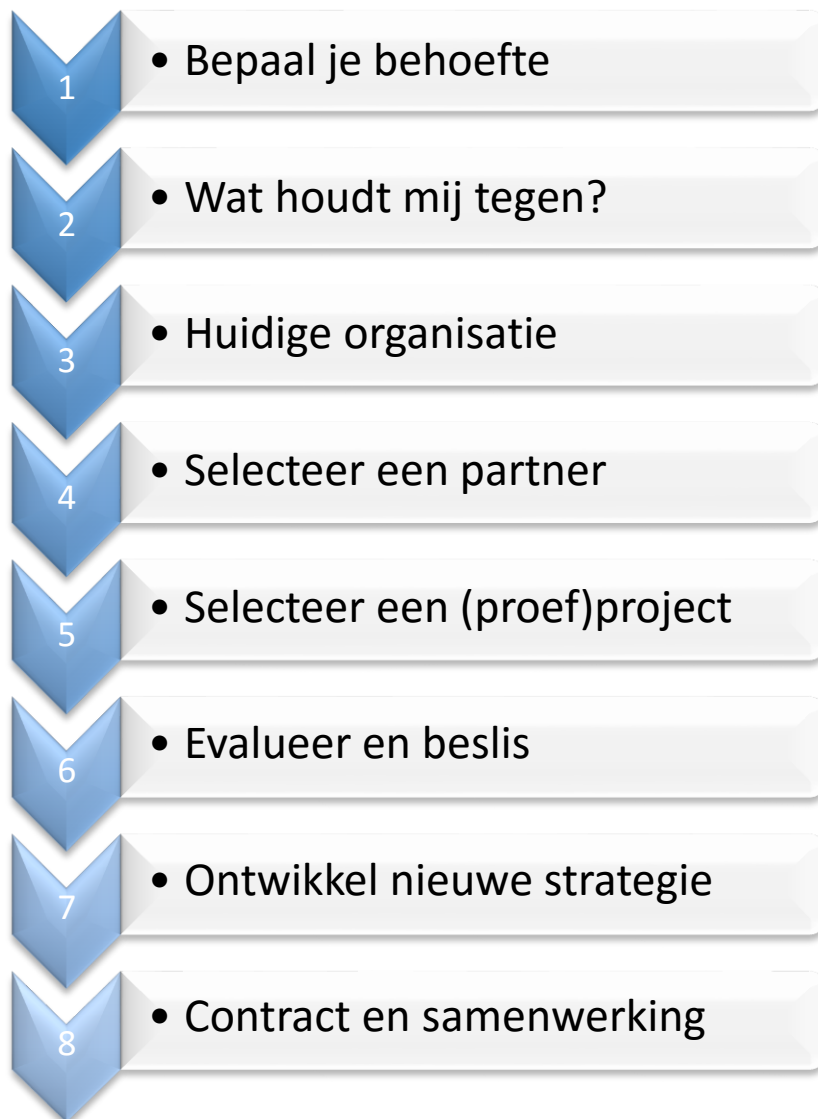 1
• Bepaal je behoefte
2
• Wat houdt mij tegen?
3
• Huidige organisatie
4
• Selecteer een partner
5
• Selecteer een (proef)project
6
• Evalueer en beslis
7
• Ontwikkel nieuwe strategie
8
• Contract en samenwerking